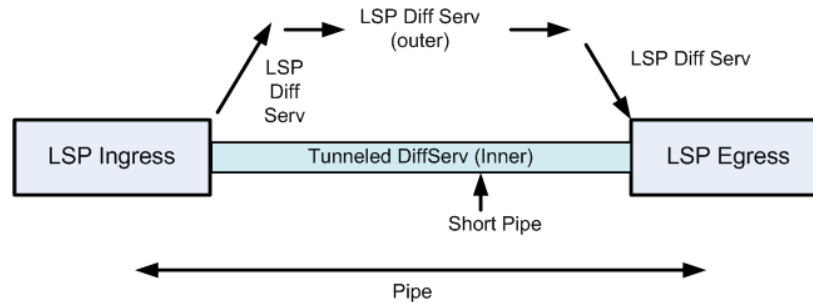 LSP Diff Serv
(outer)
LSP
Diff
Serv
LSP Diff Serv
LSP Ingress
Tunneled DiffServ (Inner)
LSP Egress
Short Pipe
Pipe